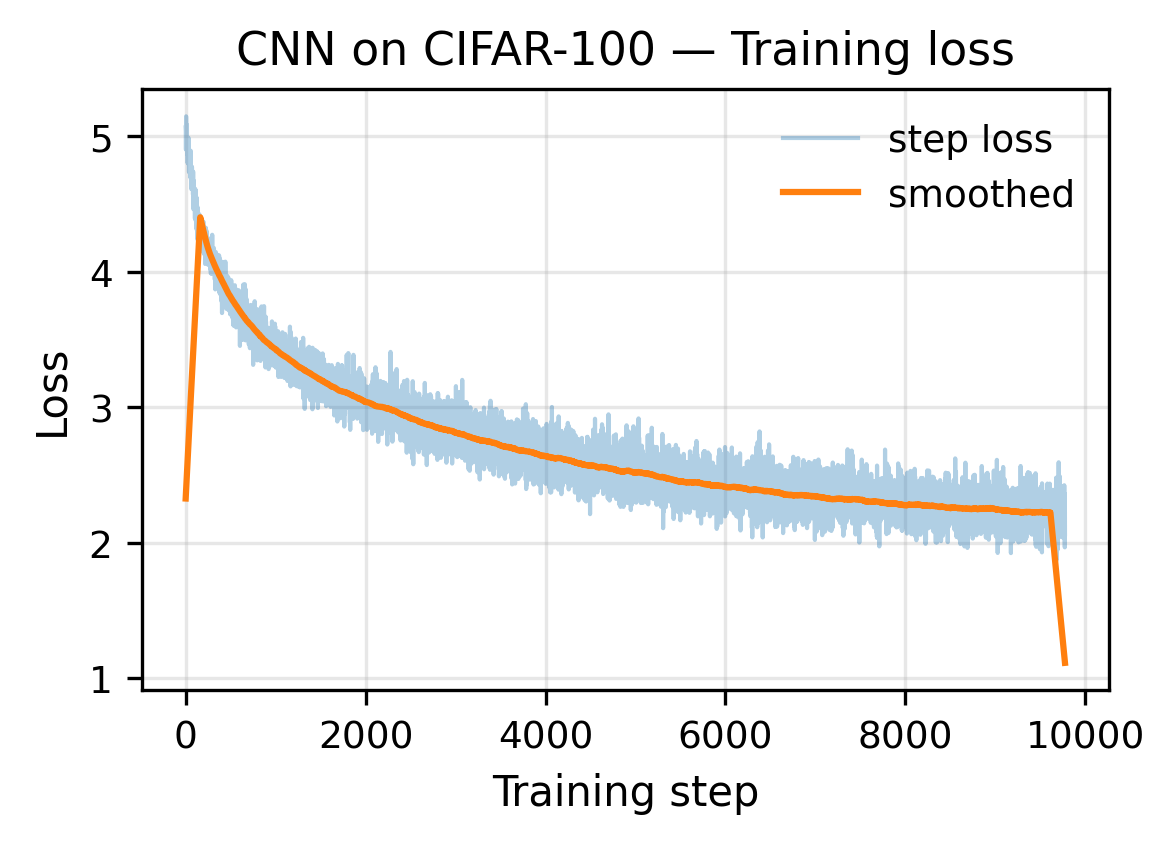 CNN on CIFAR-100 — Training loss
step loss
smoothed
5
4
3
2
1
Loss
0
2000
4000
6000
8000
10000
Training step